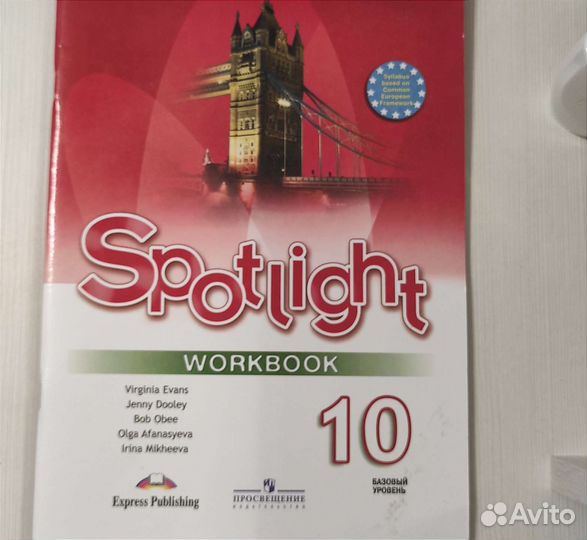 Syllabus
based on
Common
European
Framework
Spotlight
WORKBOOK
Virginia Evans
Jenny Dooley
Bob Obee
Olga Afanasyeva
Irina Mikheeva
10
БАЗОВЫЙ
УРОВЕНЬ
Express Publishing
ПРОСВЕЩЕНИЕ
ИЗДАТЕЛЬСТВО
Avito